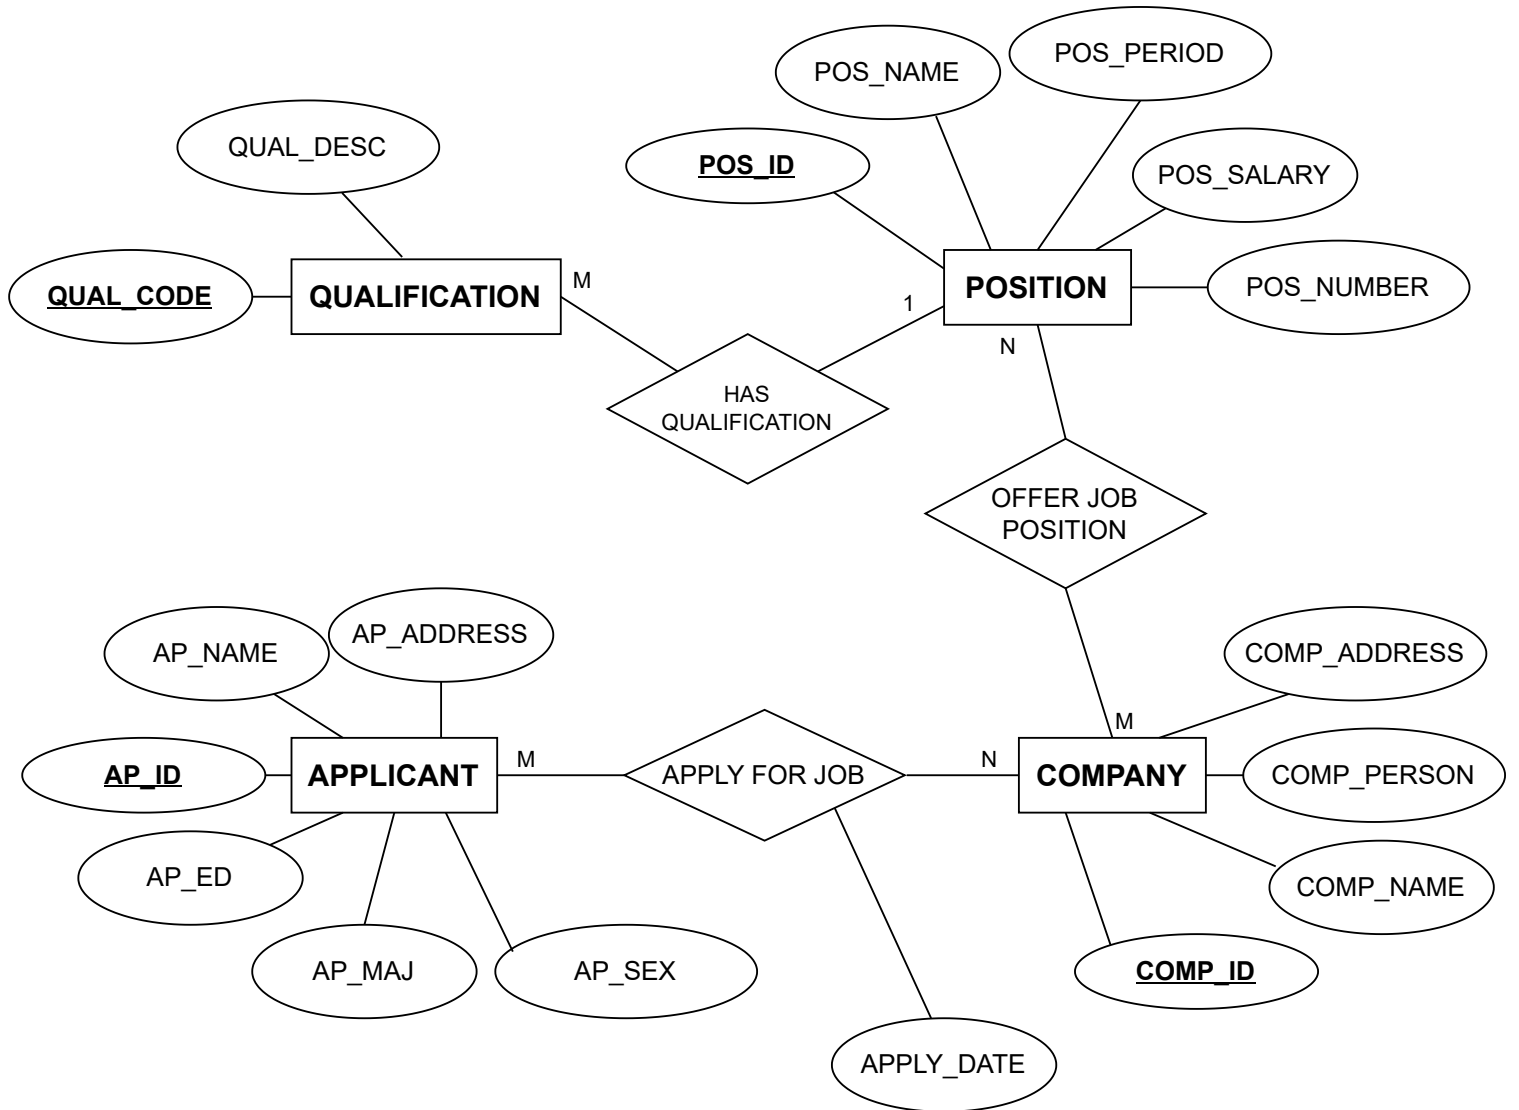 POS_PERIOD
POS_NAME
QUAL_DESC
POS_ID
POS_SALARY
QUAL_CODE
QUALIFICATION
M
1
POSITION
POS_NUMBER
N
HAS
QUALIFICATION
OFFER JOB
POSITION
AP_NAME
AP_ADDRESS
COMP_ADDRESS
M
AP_ID
APPLICANT
M
APPLY FOR JOB
N
COMPANY
COMP_PERSON
AP_ED
COMP_NAME
AP_MAJ
AP_SEX
COMP_ID
APPLY_DATE